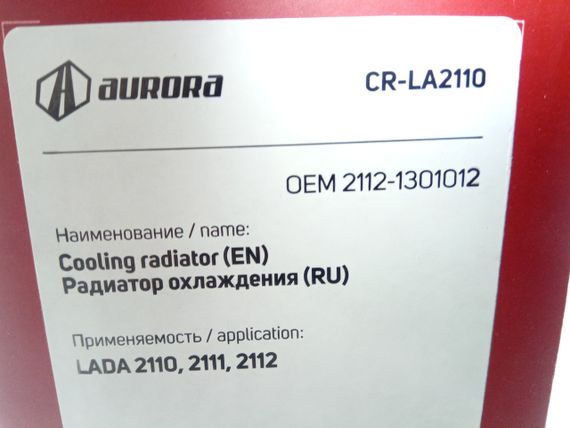 AURORA
CR-LA2110
OEM 2112-1301012
Наименование / name:
Cooling radiator (EN)
Радиатор охлаждения (RU)
Применяемость / application:
LADA 2110, 2111, 2112